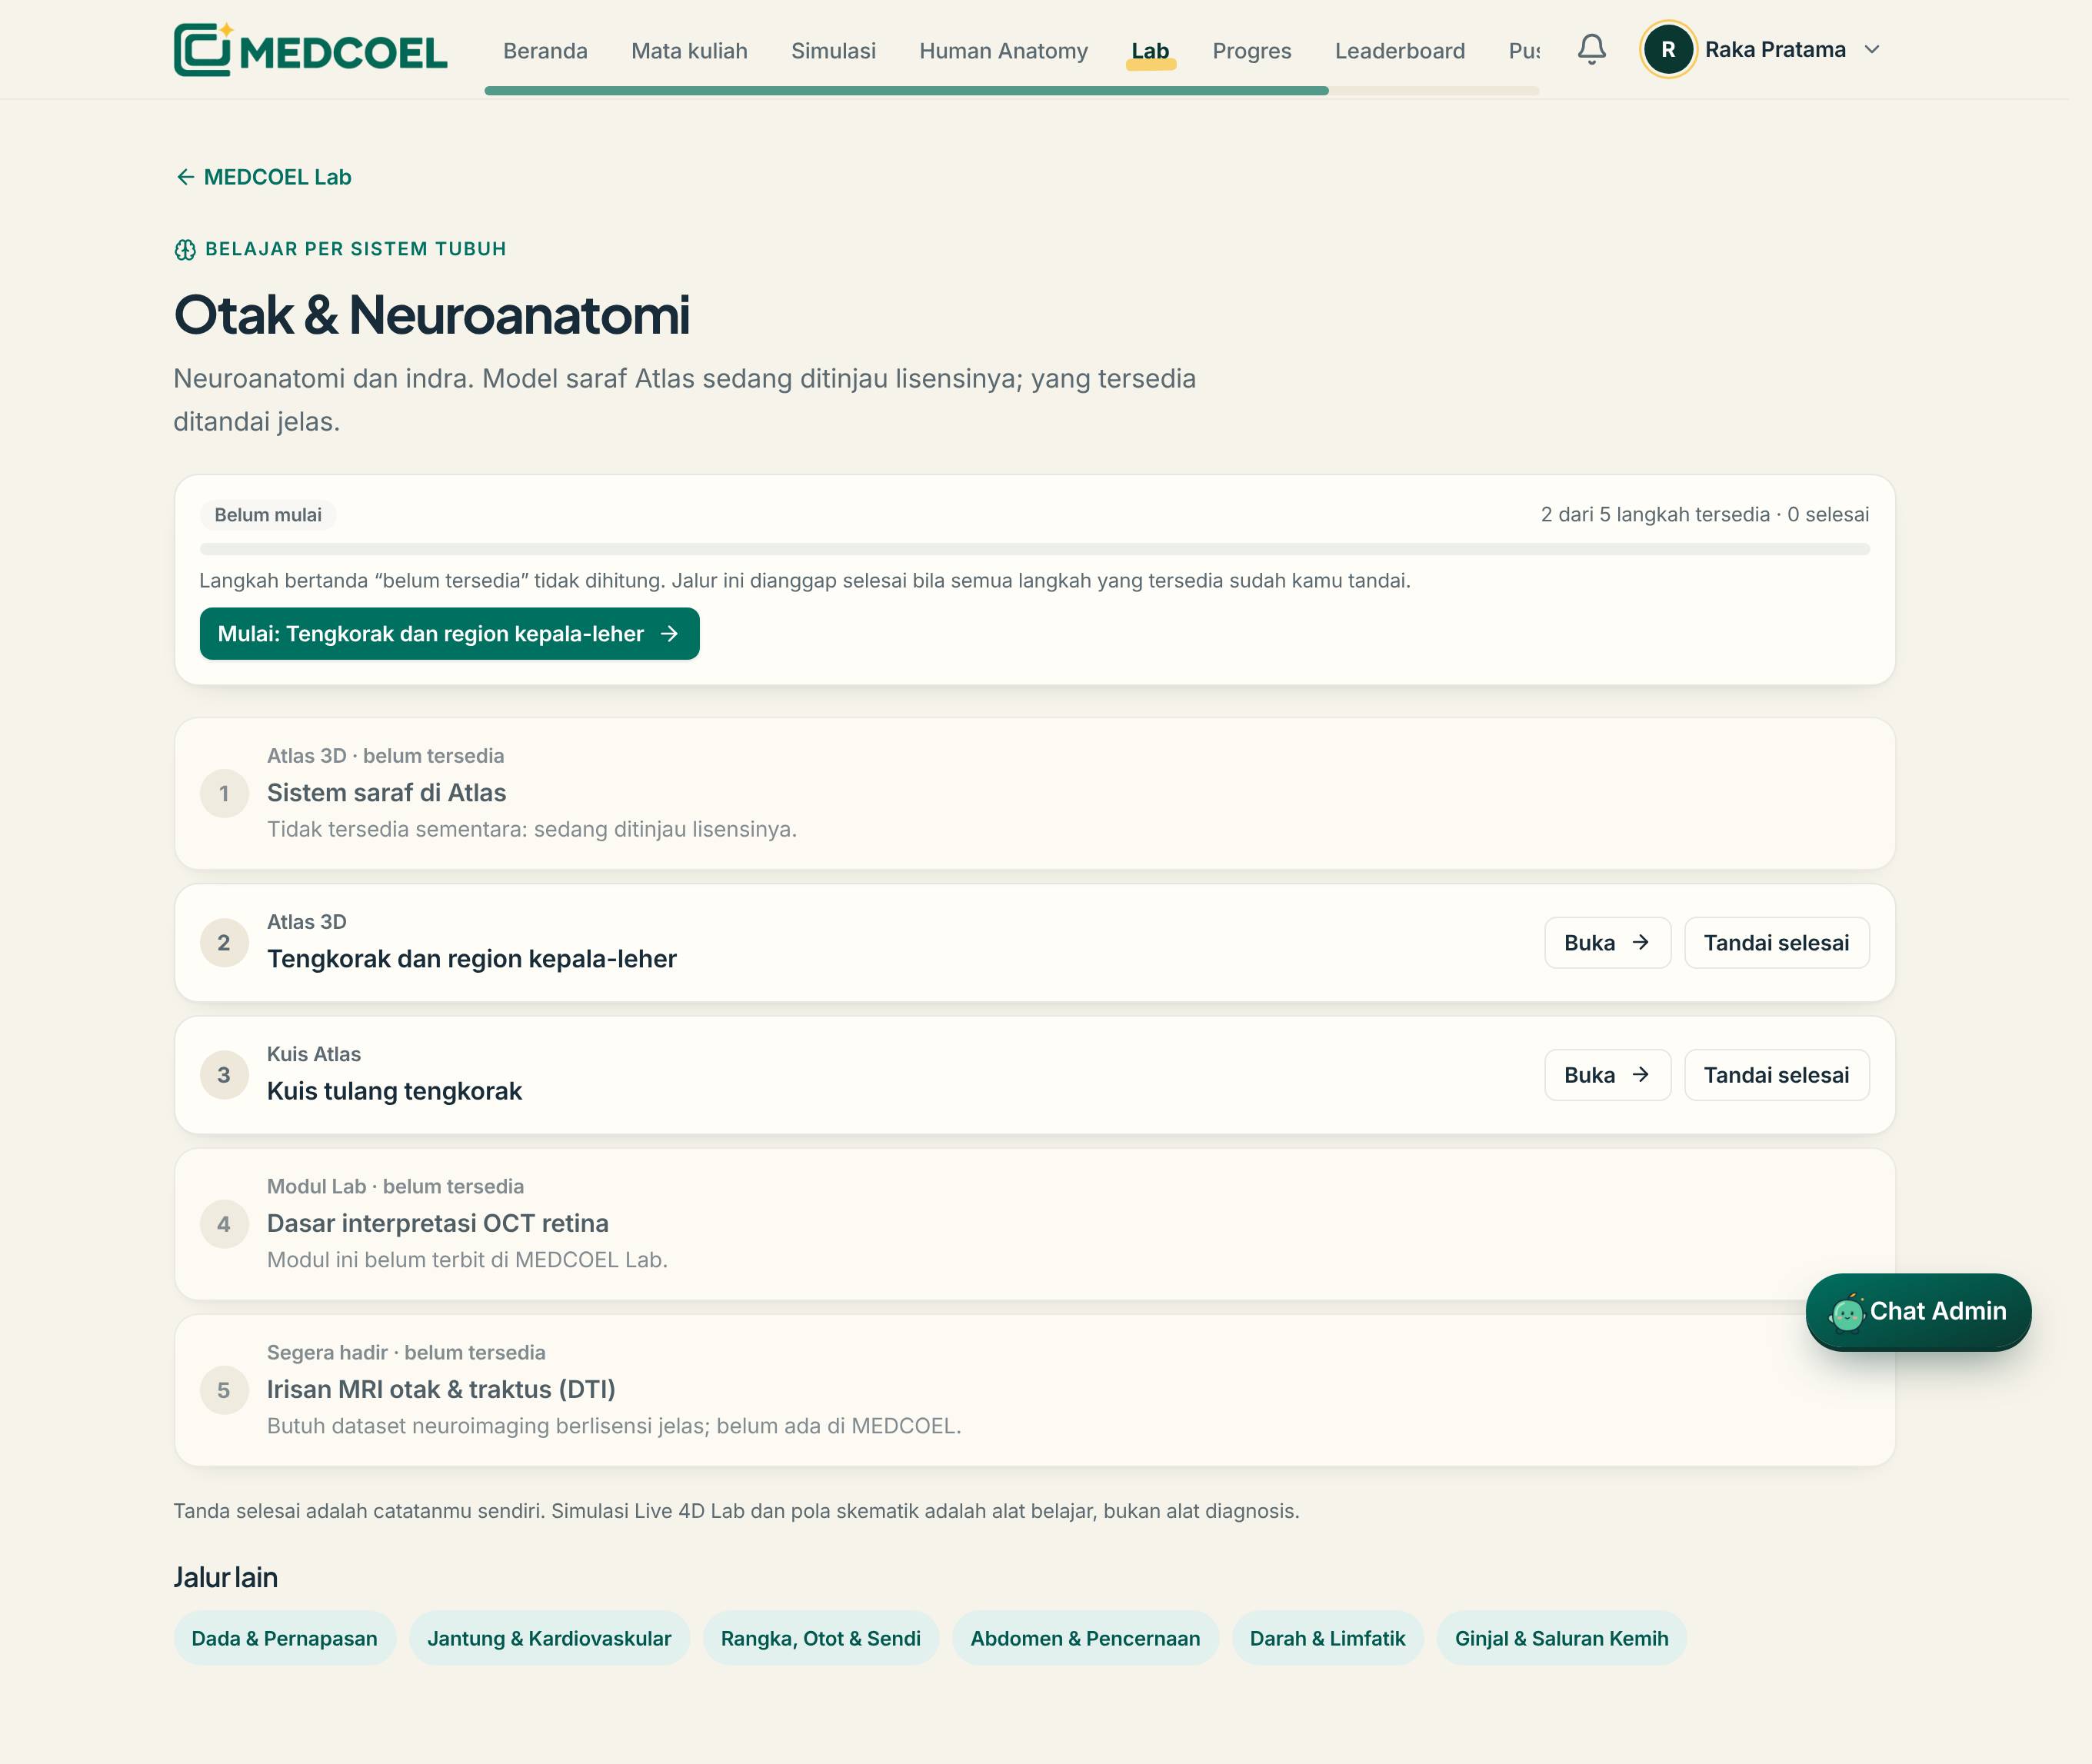 MEDCOEL
Beranda
Mata kuliah
Simulasi
Human Anatomy
Lab
Progres
Leaderboard
Pus
R
Raka Pratama
MEDCOEL Lab
BELAJAR PER SISTEM TUBUH
Otak & Neuroanatomi
Neuroanatomi dan indra. Model saraf Atlas sedang ditinjau lisensinya; yang tersedia
ditandai jelas.
Belum mulai
2 dari 5 langkah tersedia · 0 selesai
Langkah bertanda “belum tersedia” tidak dihitung. Jalur ini dianggap selesai bila semua langkah yang tersedia sudah kamu tandai.
Mulai: Tengkorak dan region kepala-leher →
1
Atlas 3D · belum tersedia
Sistem saraf di Atlas
Tidak tersedia sementara: sedang ditinjau lisensinya.
2
Atlas 3D
Tengkorak dan region kepala-leher
Buka →
Tandai selesai
3
Kuis Atlas
Kuis tulang tengkorak
Buka →
Tandai selesai
4
Modul Lab · belum tersedia
Dasar interpretasi OCT retina
Modul ini belum terbit di MEDCOEL Lab.
5
Segera hadir · belum tersedia
Irisan MRI otak & traktus (DTI)
Butuh dataset neuroimaging berlisensi jelas; belum ada di MEDCOEL.
Chat Admin
Tanda selesai adalah catatanmu sendiri. Simulasi Live 4D Lab dan pola skematik adalah alat belajar, bukan alat diagnosis.
Jalur lain
Dada & Pernapasan
Jantung & Kardiovaskular
Rangka, Otot & Sendi
Abdomen & Pencernaan
Darah & Limfatik
Ginjal & Saluran Kemih